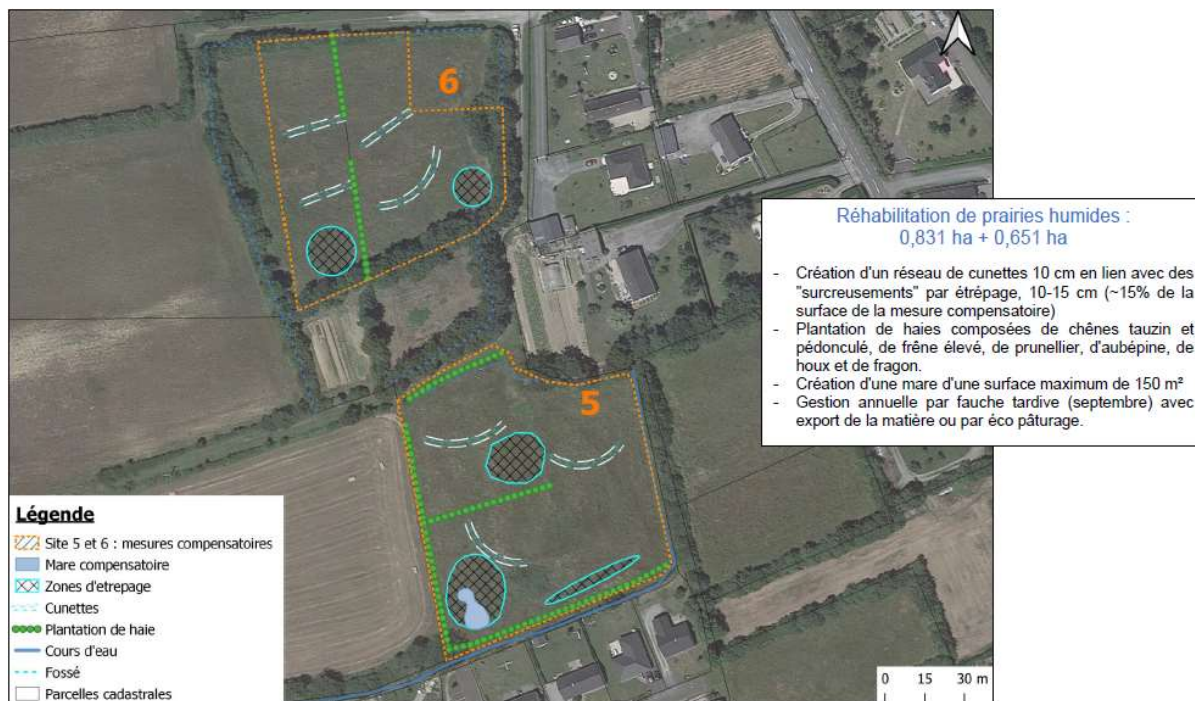 6
5
Réhabilitation de prairies humides :
0,831 ha + 0,651 ha
- Création d'un réseau de cunettes 10 cm en lien avec des
"surcreusements" par étrépage, 10-15 cm (~15% de la
surface de la mesure compensatoire)
- Plantation de haies composées de chênes tauzin et
pédonculé, de frêne élevé, de prunellier, d'aubépine, de
houx et de fragon.
- Création d'une mare d'une surface maximum de 150 m²
- Gestion annuelle par fauche tardive (septembre) avec
export de la matière ou par éco pâturage.
Légende
Site 5 et 6 : mesures compensatoires
Mare compensatoire
Zones d'etrepage
Cunettes
Plantation de haie
Cours d'eau
Fossé
Parcelles cadastrales
0 15 30 m